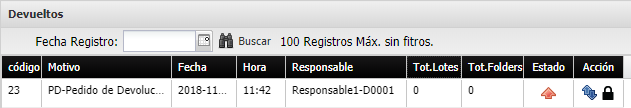 Devueltos
Fecha Registro: Buscar 100 Registros Máx. sin fitros.
código Motivo Fecha Hora Responsable Tot.Lotes Tot.Folders Estado Acción
23 PD-Pedido de Devoluc... 2018-11... 11:42 Responsable1-D0001 0 0